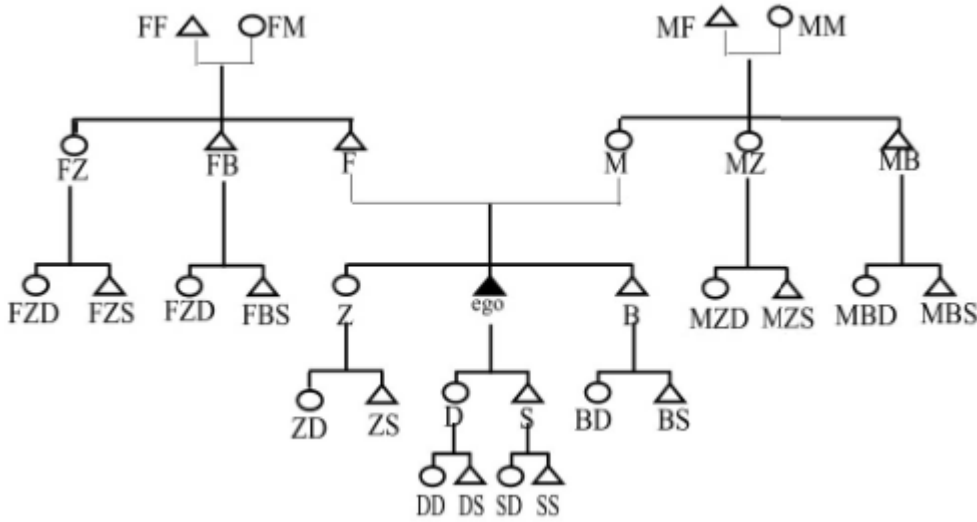 FF FM MF MM
FZ FB F M MZ MB
FZD FZS FZD FBS Z ego B MZD MZS MBD MBS
ZD ZS D S BD BS
DD DS SD SS